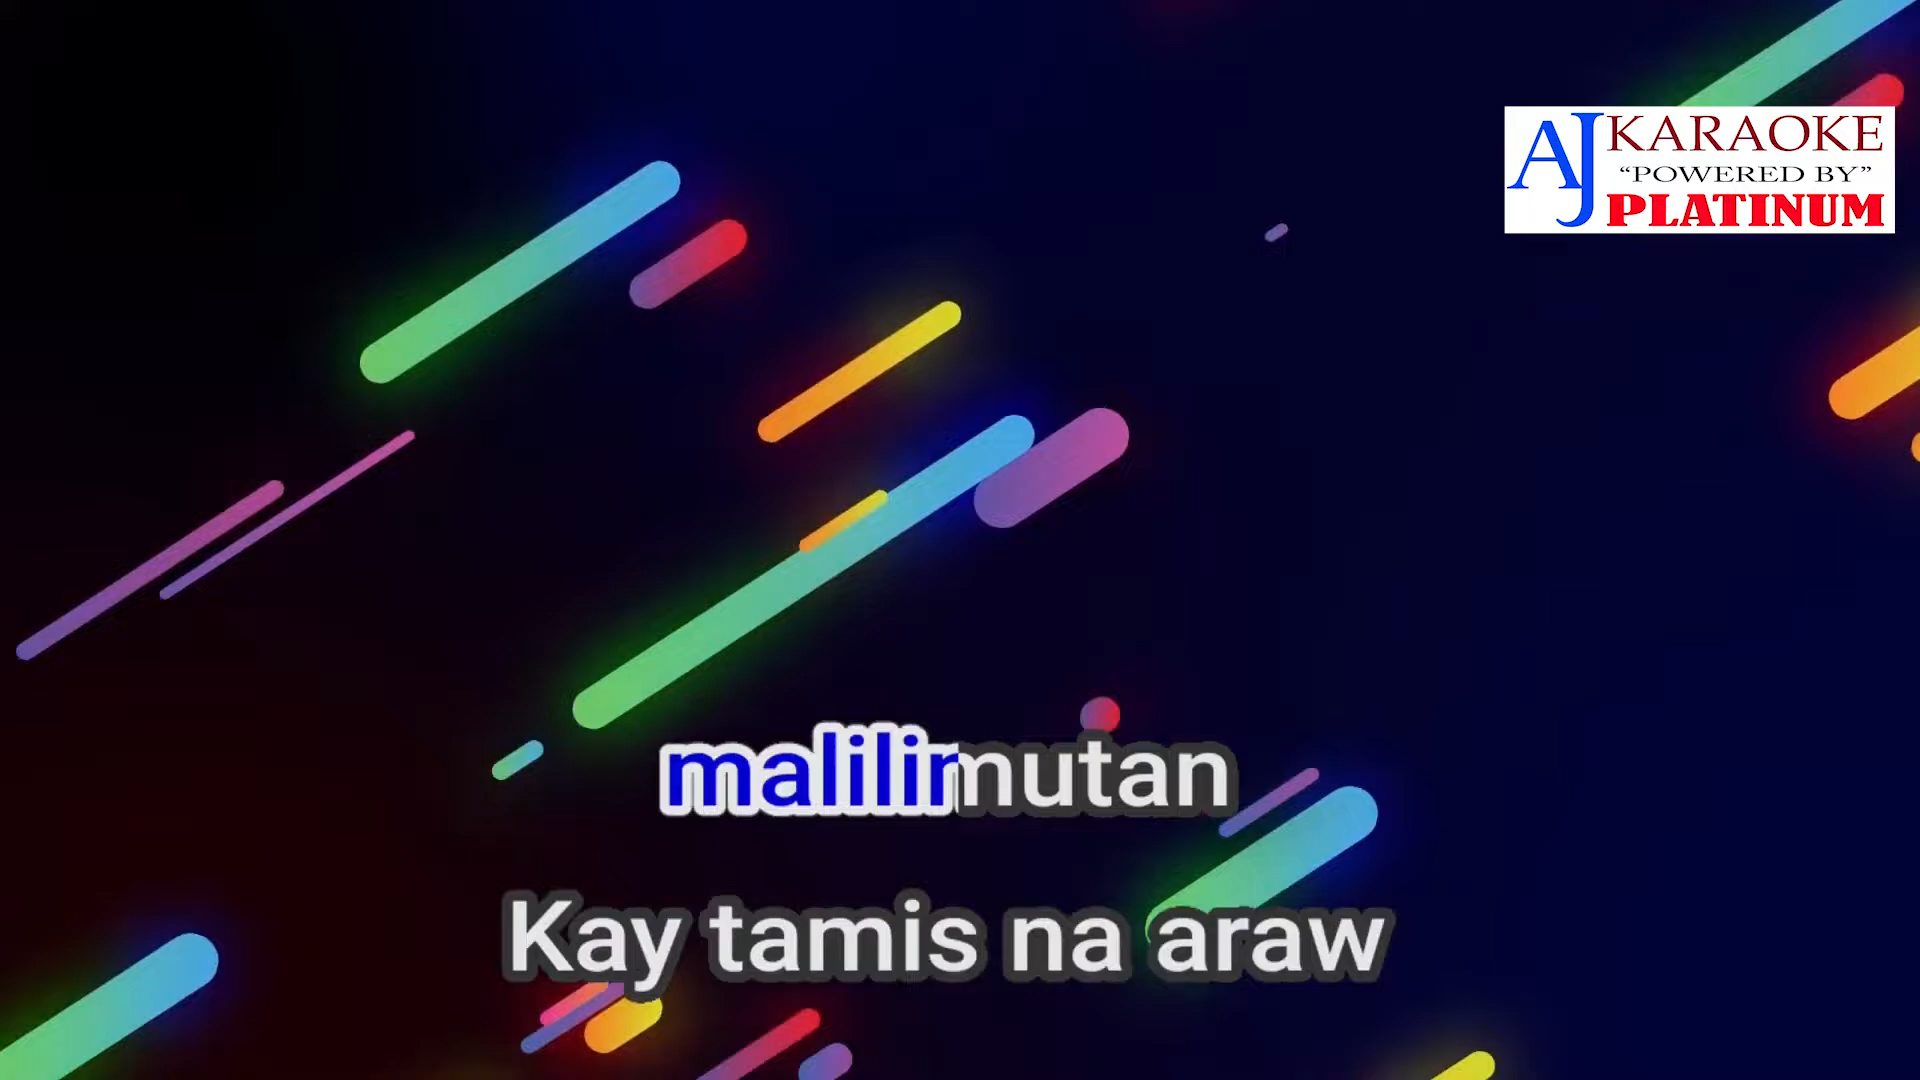 AJ KARAOKE
“POWERED BY”
PLATINUM
malilimutan
Kay tamis na araw